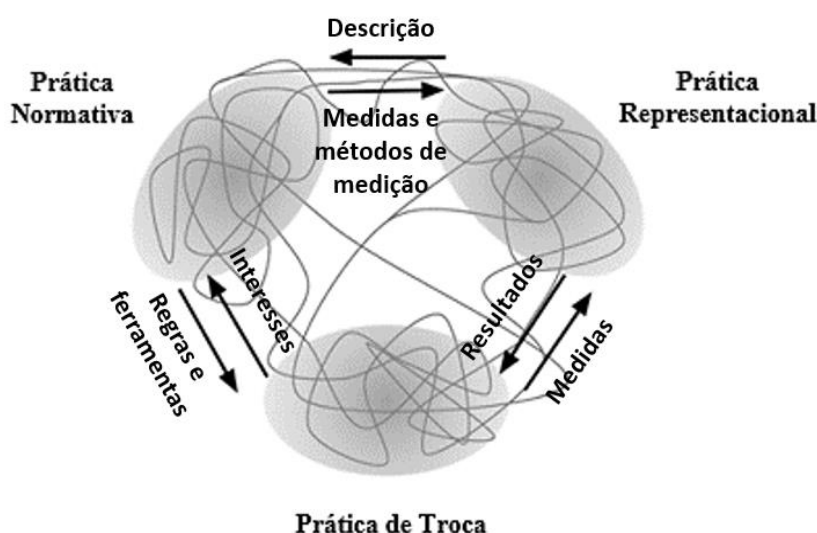 Descrição
Prática
Normativa
Prática
Representacional
Medidas e
métodos de
medição
Interesses
Regras e
ferramentas
Resultados
Medidas
Prática de Troca